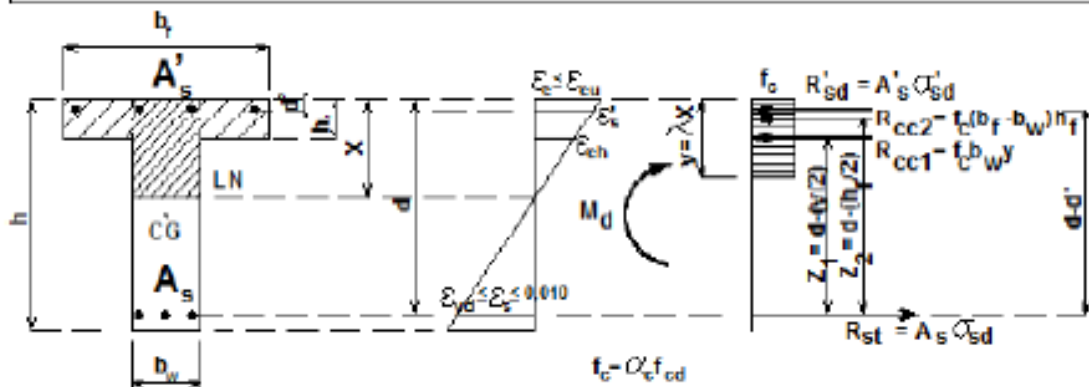 b_f
A'_s
ε_c ≤ ε_cu
f_c
R'_sd = A'_s σ'_sd
d'
h_f
ε'_s
R_cc2 = f_c(b_f - b_w)h_f
x
ε_ch
y = λx
R_cc1 = f_c b_w y
LN
h
d
M_d
Z_1 = d-(y/2)
Z_2 = d-(h_f/2)
d-d'
CG
A_s
ε_yd ≤ ε_s ≤ 0,010
R_st = A_s σ_sd
b_w
f_c = α_c f_cd